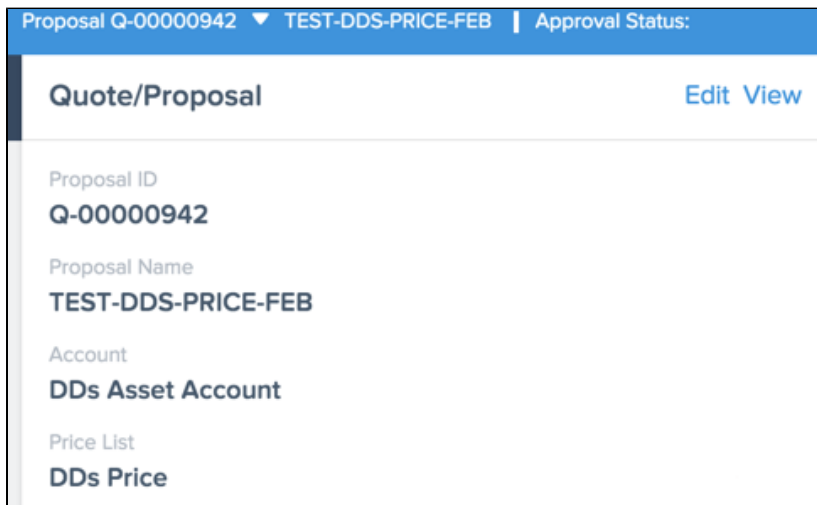 Proposal Q-00000942 ▼ TEST-DDS-PRICE-FEB | Approval Status:
Quote/Proposal Edit View
Proposal ID
Q-00000942
Proposal Name
TEST-DDS-PRICE-FEB
Account
DDs Asset Account
Price List
DDs Price